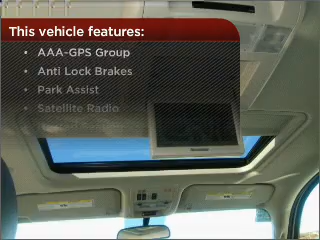 This vehicle features:
• AAA-GPS Group
• Anti Lock Brakes
• Park Assist
• Satellite Radio